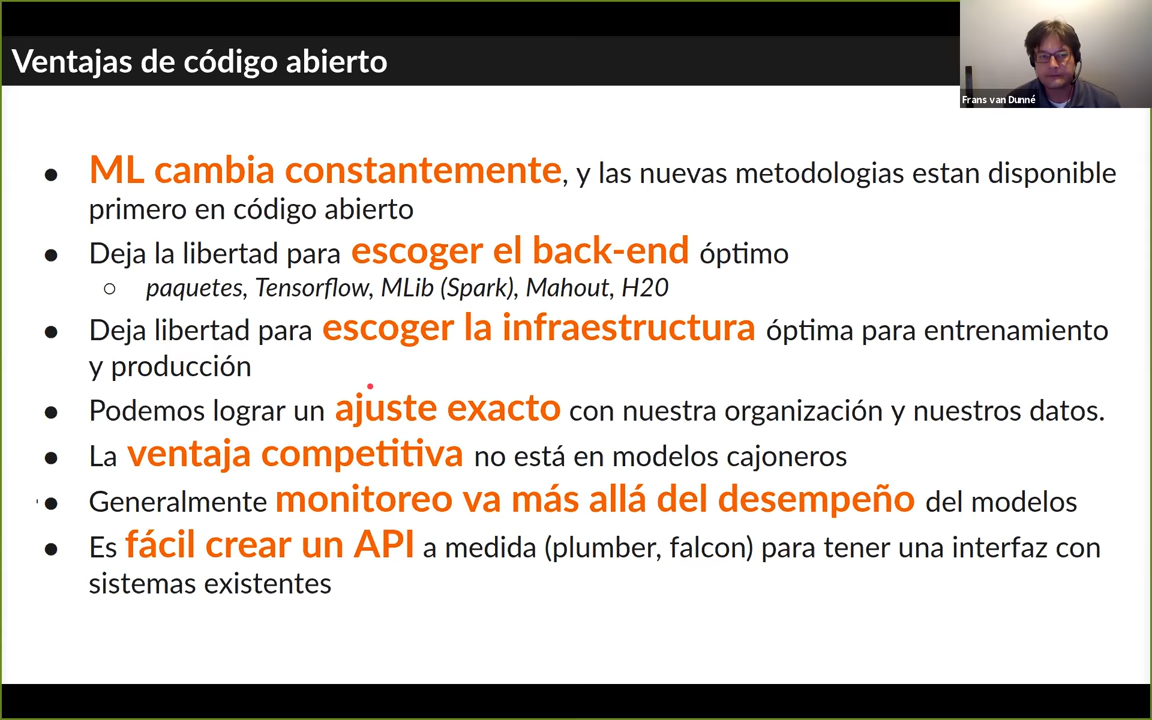 Ventajas de código abierto
Frans van Dunné
● ML cambia constantemente, y las nuevas metodologias estan disponible
primero en código abierto
● Deja la libertad para escoger el back-end óptimo
○ paquetes, Tensorflow, MLib (Spark), Mahout, H20
● Deja libertad para escoger la infraestructura óptima para entrenamiento
y producción
● Podemos lograr un ajuste exacto con nuestra organización y nuestros datos.
● La ventaja competitiva no está en modelos cajoneros
● Generalmente monitoreo va más allá del desempeño del modelos
● Es fácil crear un API a medida (plumber, falcon) para tener una interfaz con
sistemas existentes